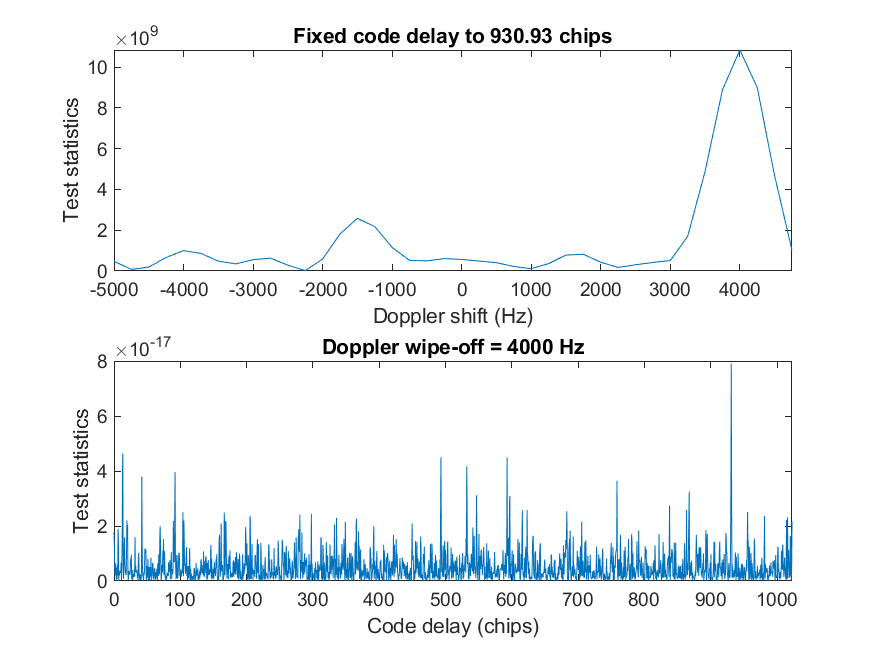 ×10⁹
Fixed code delay to 930.93 chips
10
8
6
4
2
0
Test statistics
-5000 -4000 -3000 -2000 -1000 0 1000 2000 3000 4000
Doppler shift (Hz)
×10⁻¹⁷
Doppler wipe-off = 4000 Hz
8
6
4
2
0
Test statistics
0 100 200 300 400 500 600 700 800 900 1000
Code delay (chips)